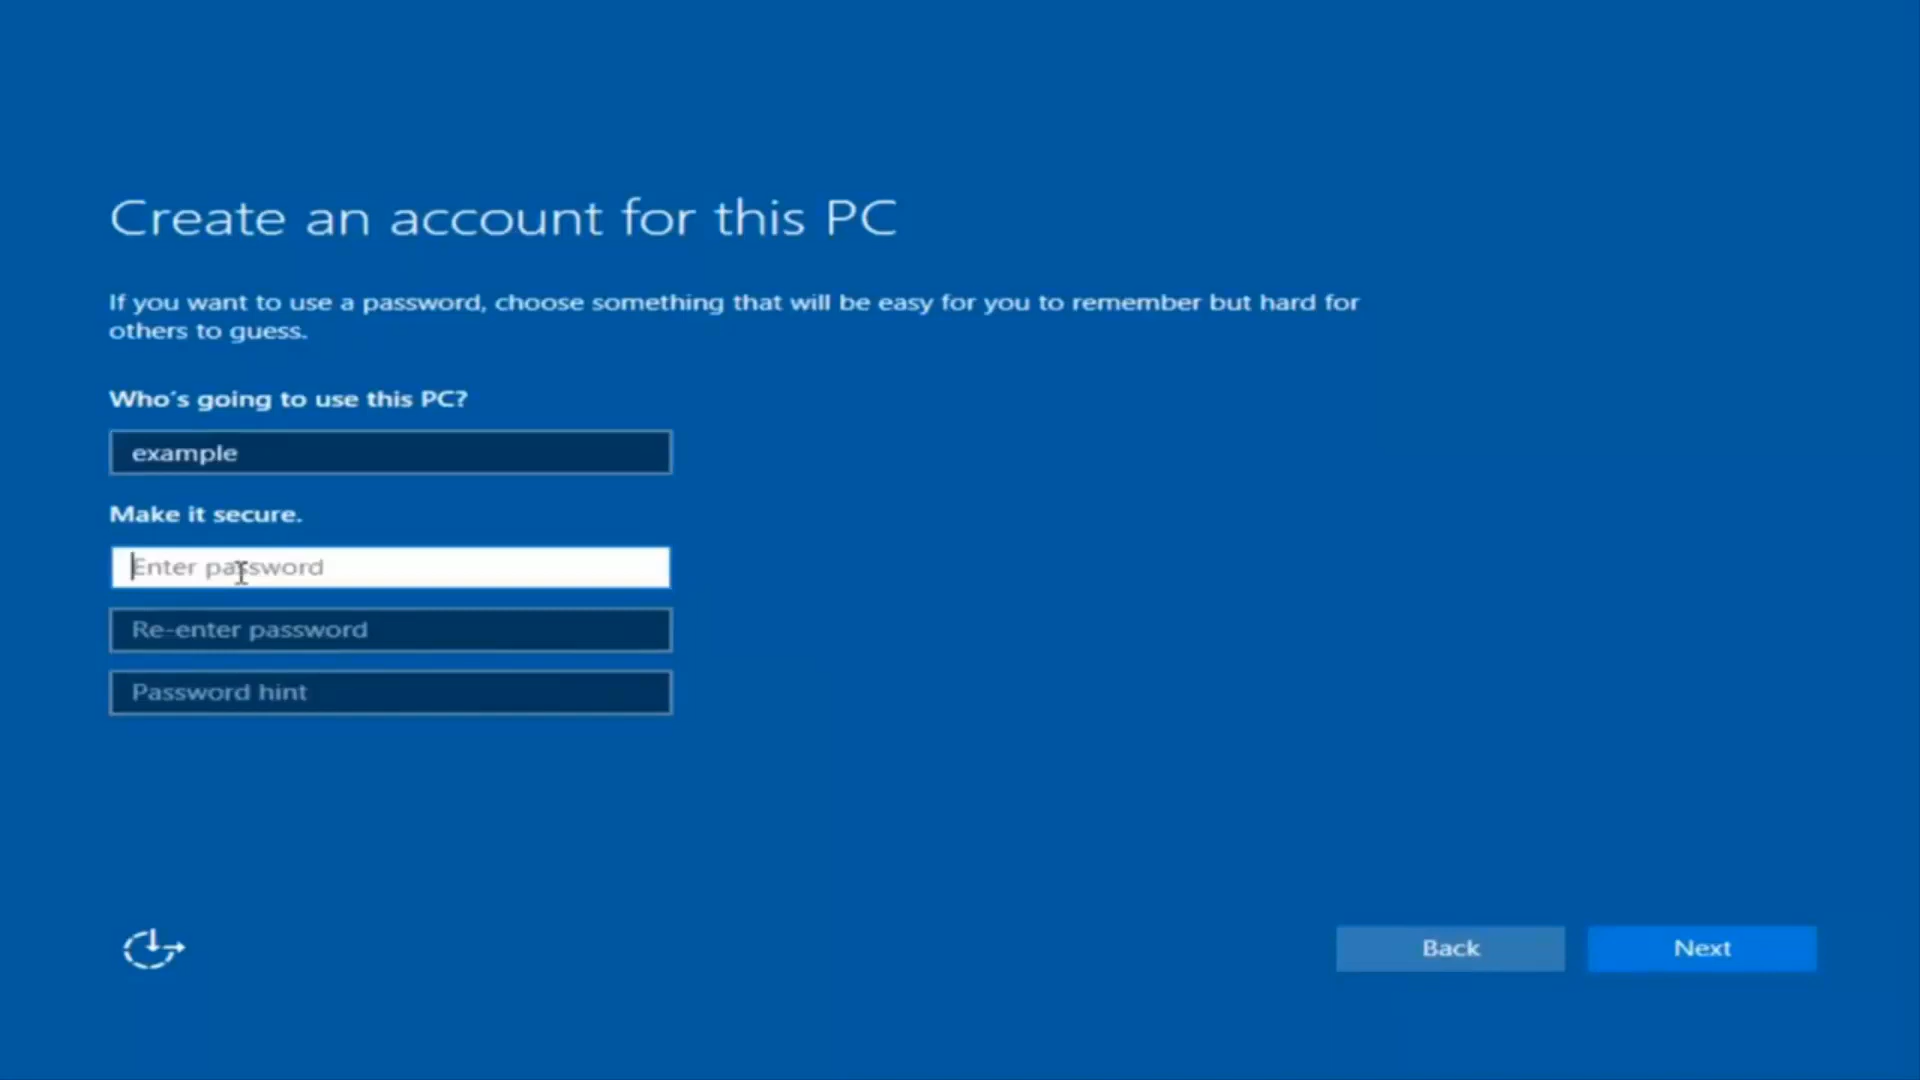 Create an account for this PC
If you want to use a password, choose something that will be easy for you to remember but hard for
others to guess.
Who's going to use this PC?
example
Make it secure.
Enter password
Re-enter password
Password hint
Back
Next